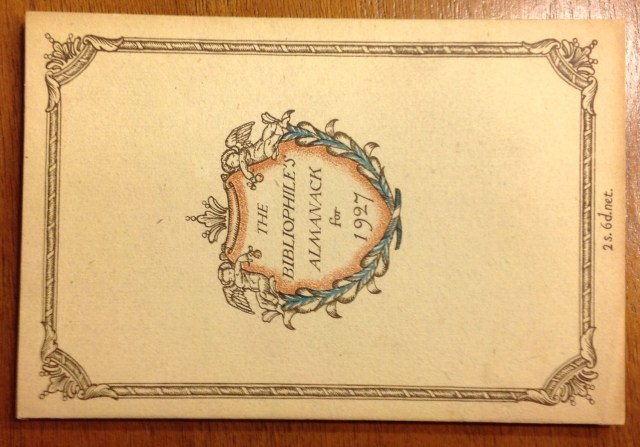 THE
BIBLIOPHILE'S
ALMANACK
for
1927
2s. 6d. net.